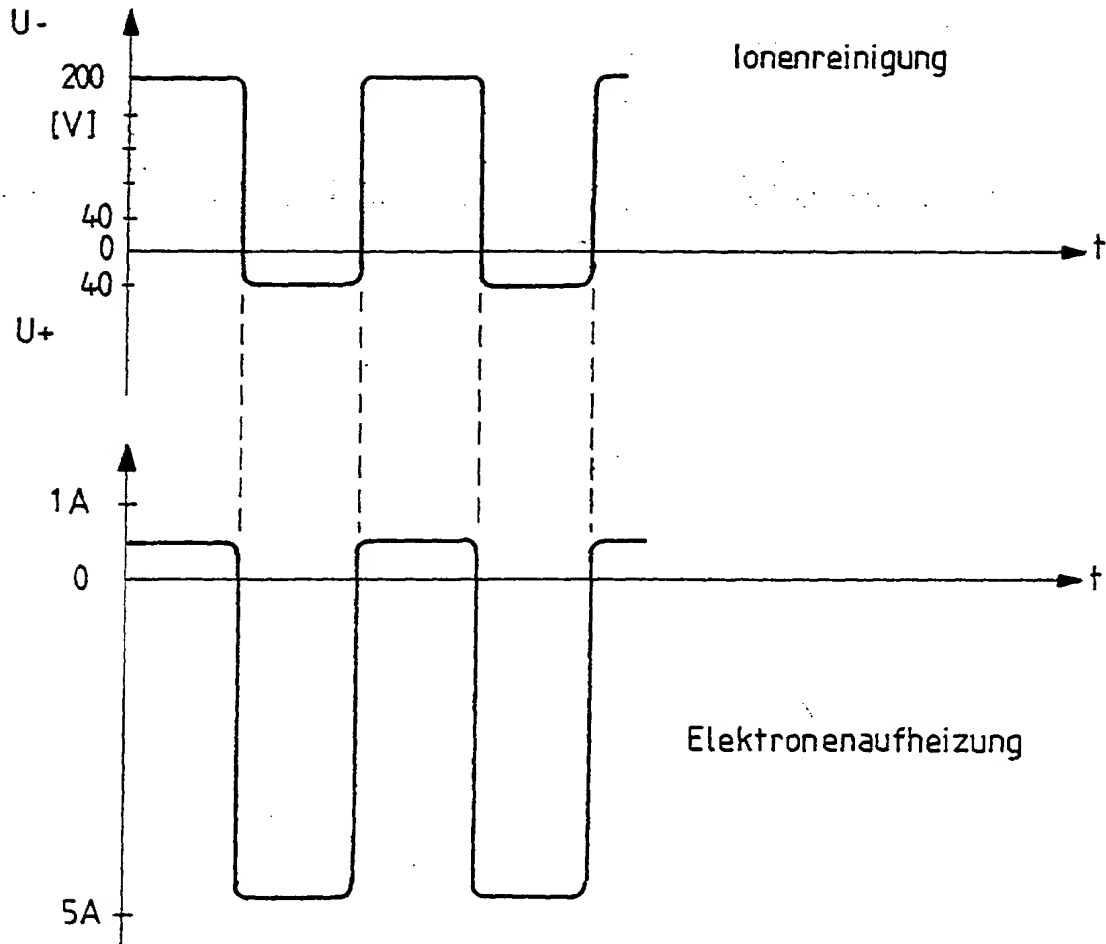 U-
Ionenreinigung
200
[V]
40
0
t
40
U+
1A
0
t
Elektronenaufheizung
5A